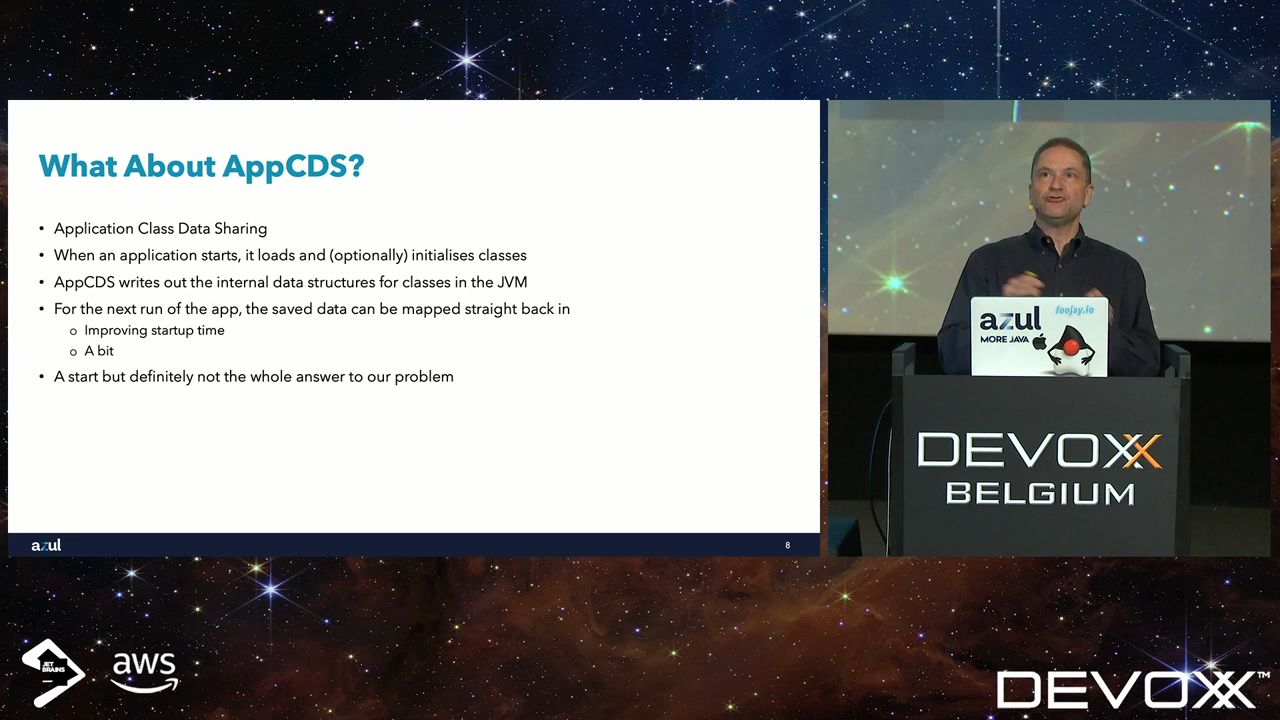 What About AppCDS?
• Application Class Data Sharing
• When an application starts, it loads and (optionally) initialises classes
• AppCDS writes out the internal data structures for classes in the JVM
• For the next run of the app, the saved data can be mapped straight back in
o Improving startup time
o A bit
• A start but definitely not the whole answer to our problem
azul
8
foojay.io
azul
MORE JAVA
DEVOXX
BELGIUM
JET
BRAINS
aws
DEVOXX™